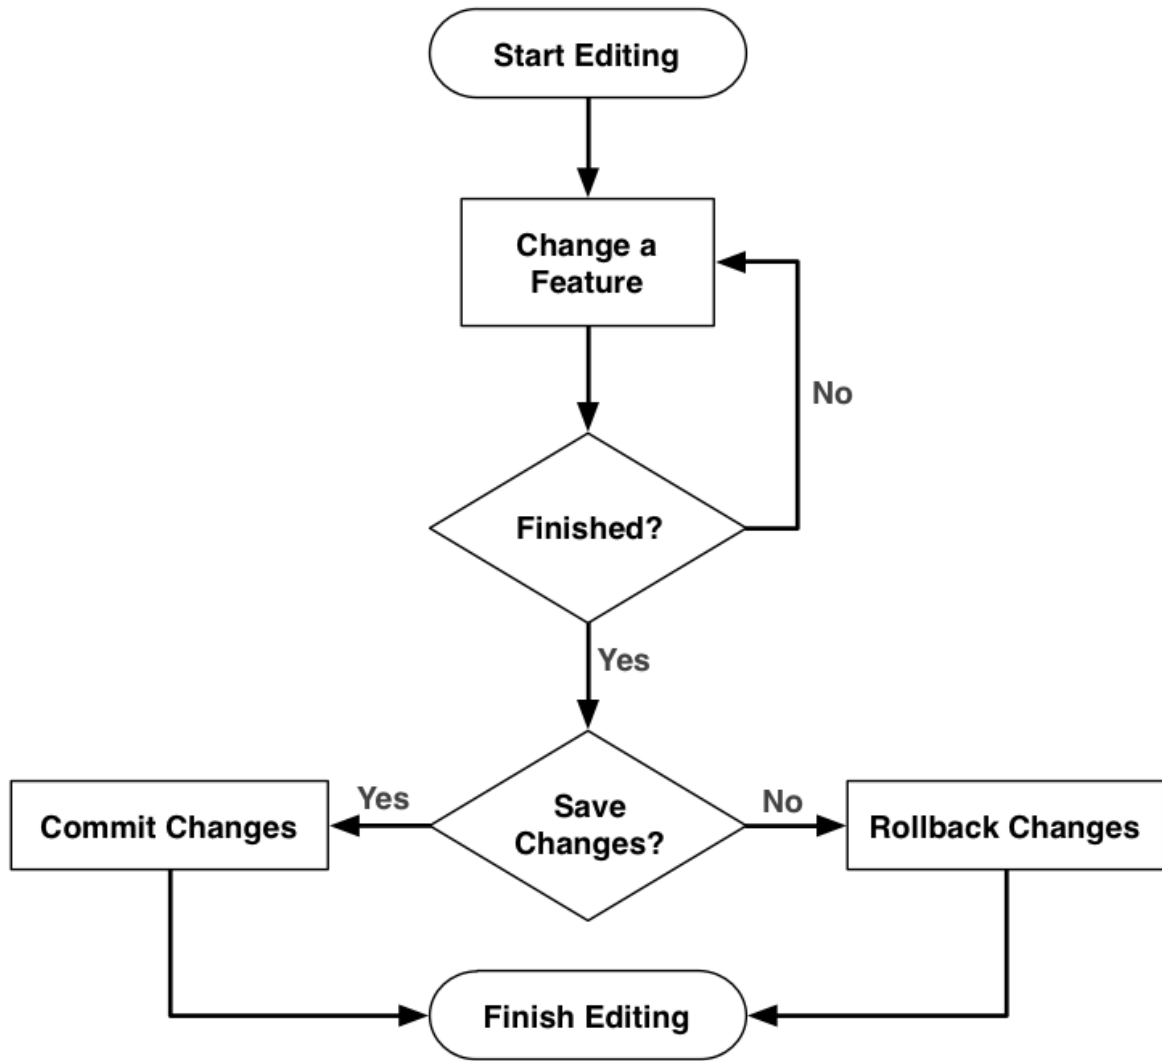 Start Editing
Change a
Feature
No
Finished?
Yes
Yes
Save
Changes?
No
Commit Changes
Rollback Changes
Finish Editing